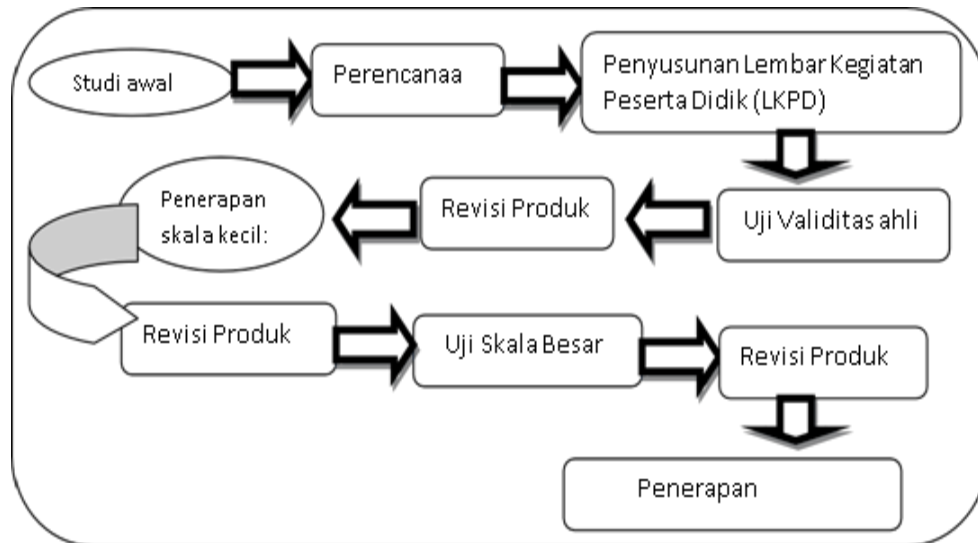 Studi awal
Perencanaa
Penyusunan Lembar Kegiatan
Peserta Didik (LKPD)
Uji Validitas ahli
Revisi Produk
Penerapan
skala kecil:
Revisi Produk
Uji Skala Besar
Revisi Produk
Penerapan